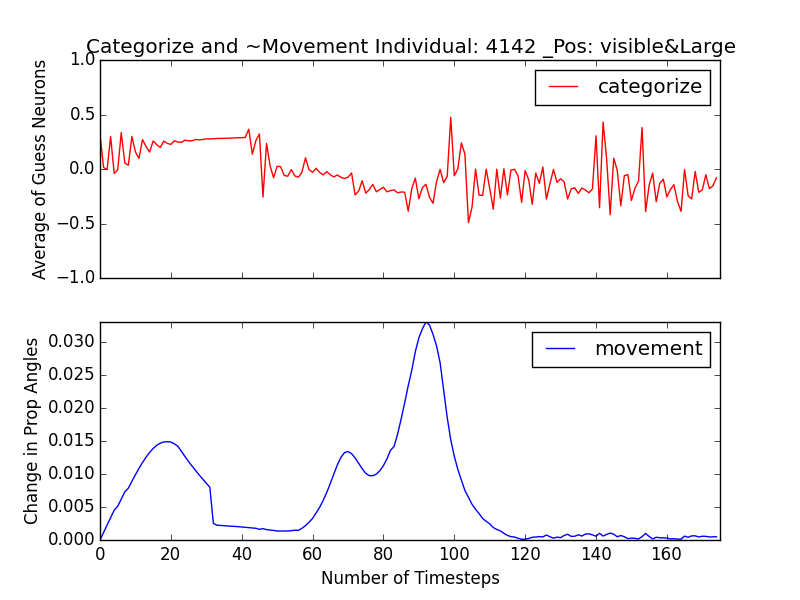 Categorize and ~Movement Individual: 4142 _Pos: visible&Large
1.0
0.5
0.0
−0.5
−1.0
Average of Guess Neurons
categorize
0.030
0.025
0.020
0.015
0.010
0.005
0.000
Change in Prop Angles
movement
0 20 40 60 80 100 120 140 160
Number of Timesteps